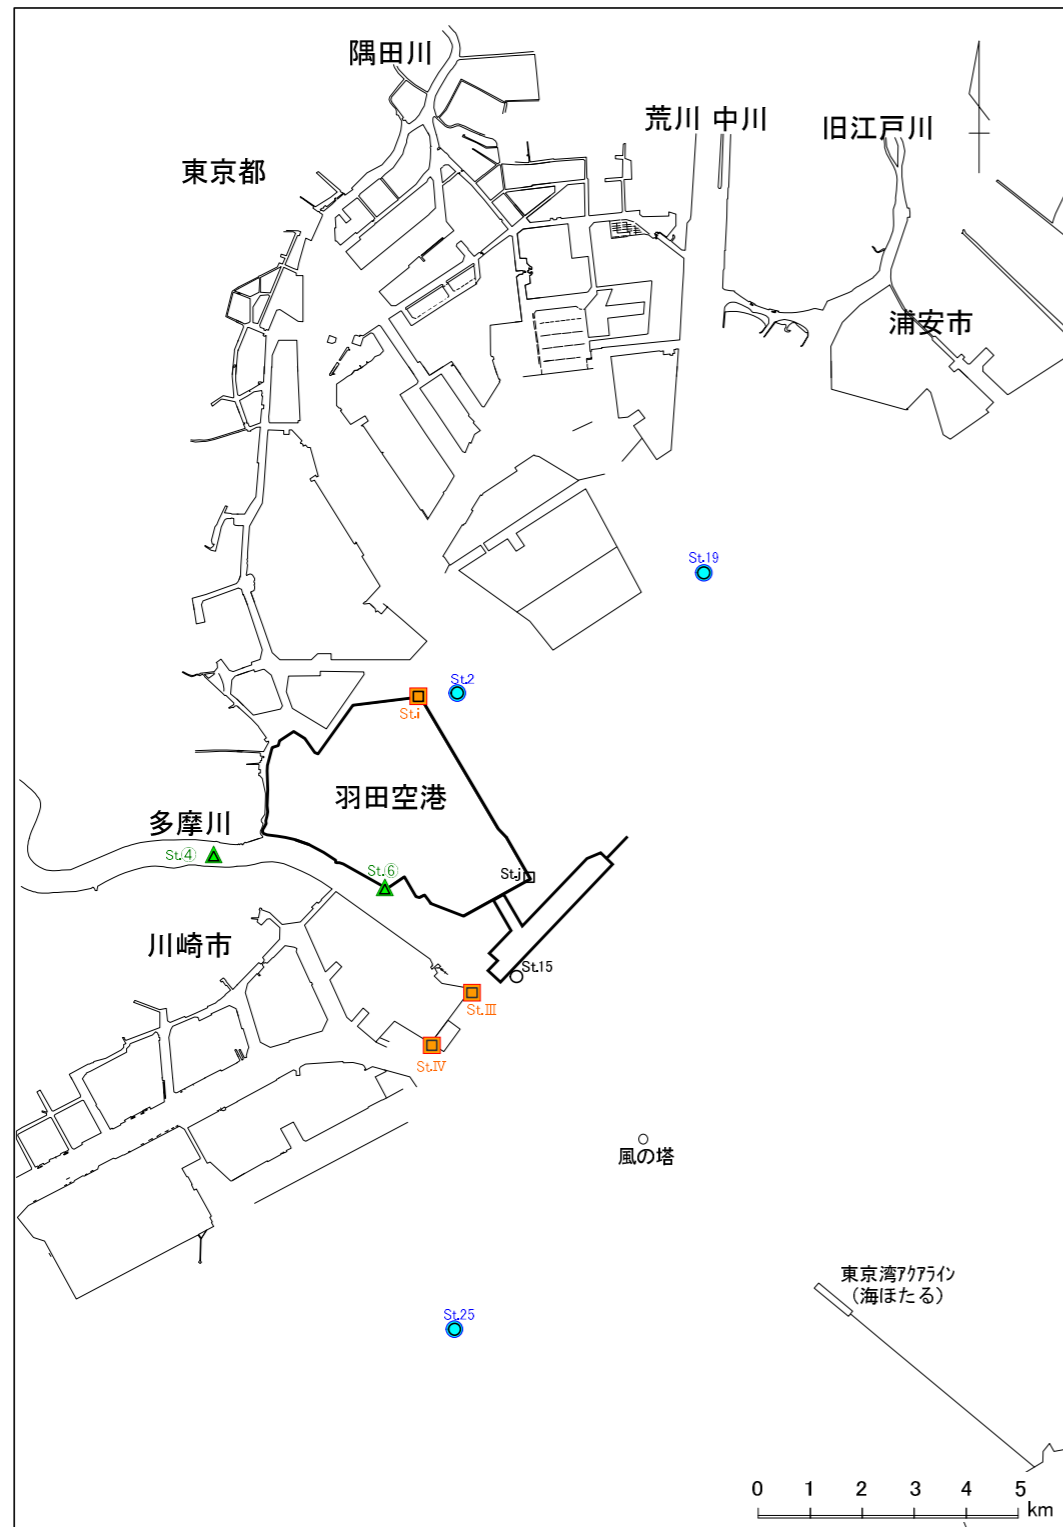 隅田川
荒川 中川
旧江戸川
東京都
浦安市
St.19
St.2
St.i
羽田空港
多摩川
St.④
St.⑥
St.j
川崎市
St.15
St.Ⅲ
St.Ⅳ
風の塔
東京湾アクアライン
（海ほたる）
St.25
0 1 2 3 4 5
km